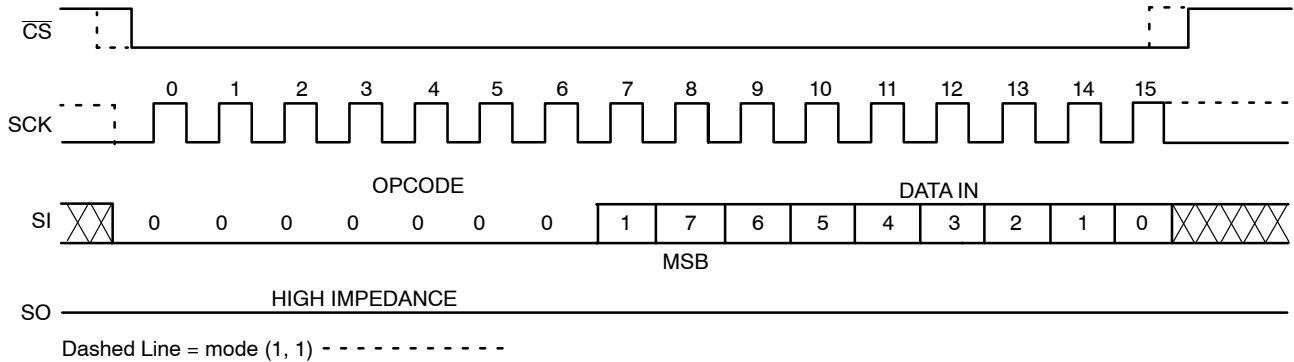 CS
0 1 2 3 4 5 6 7 8 9 10 11 12 13 14 15
SCK
OPCODE DATA IN
SI 0 0 0 0 0 0 0 1 7 6 5 4 3 2 1 0
MSB
HIGH IMPEDANCE
SO
Dashed Line = mode (1, 1)